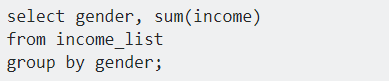 select gender, sum(income)
from income_list
group by gender;